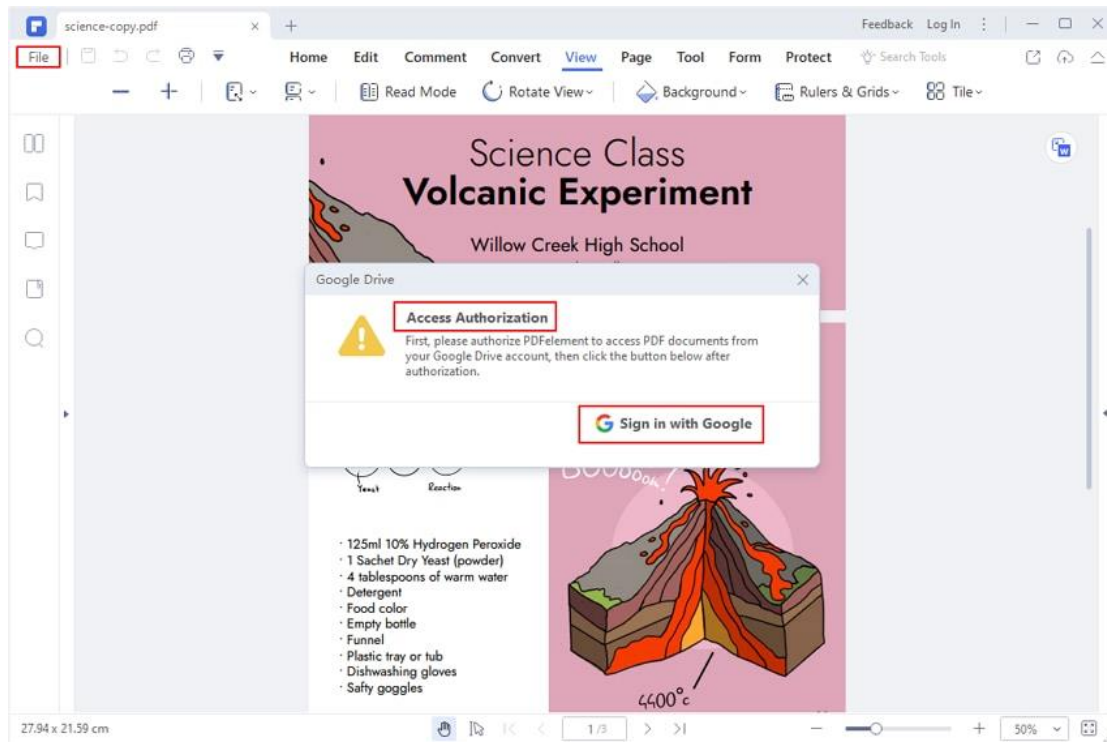 science-copy.pdf
Feedback Log In
File
Home Edit Comment Convert View Page Tool Form Protect Search Tools
Read Mode Rotate View Background Rulers & Grids Tile
Science Class
Volcanic Experiment
Willow Creek High School
Google Drive
Access Authorization
First, please authorize PDFelement to access PDF documents from
your Google Drive account, then click the button below after
authorization.
Sign in with Google
BOOooooom!
Yeast Reaction
· 125ml 10% Hydrogen Peroxide
· 1 Sachet Dry Yeast (powder)
· 4 tablespoons of warm water
· Detergent
· Food color
· Empty bottle
· Funnel
· Plastic tray or tub
· Dishwashing gloves
· Safty goggles
4400°c
27.94 x 21.59 cm
1 /3
50%